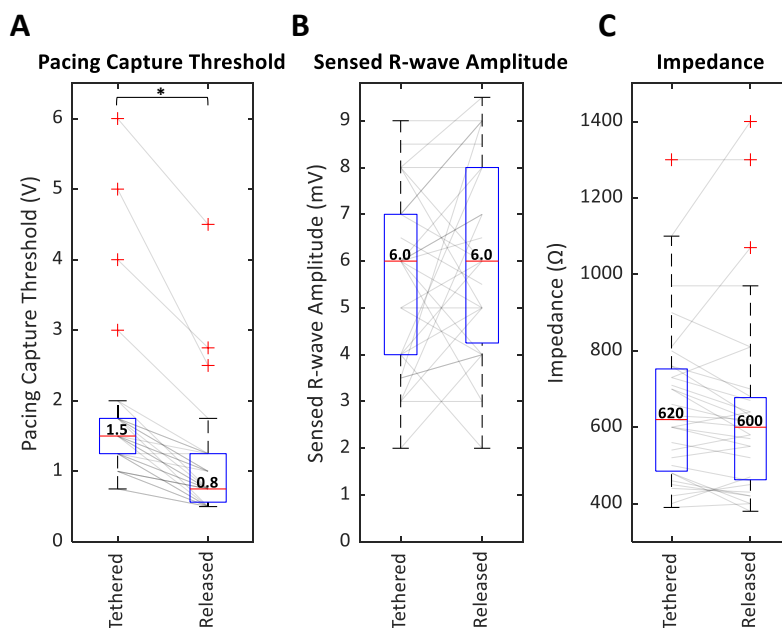 A
B
C
Pacing Capture Threshold
Sensed R-wave Amplitude
Impedance
*
Pacing Capture Threshold (V)
6
5
4
3
2
1
0
1.5
0.8
Tethered
Released
Sensed R-wave Amplitude (mV)
9
8
7
6
5
4
3
2
1
0
6.0
6.0
Tethered
Released
Impedance (Ω)
1400
1200
1000
800
600
400
620
600
Tethered
Released